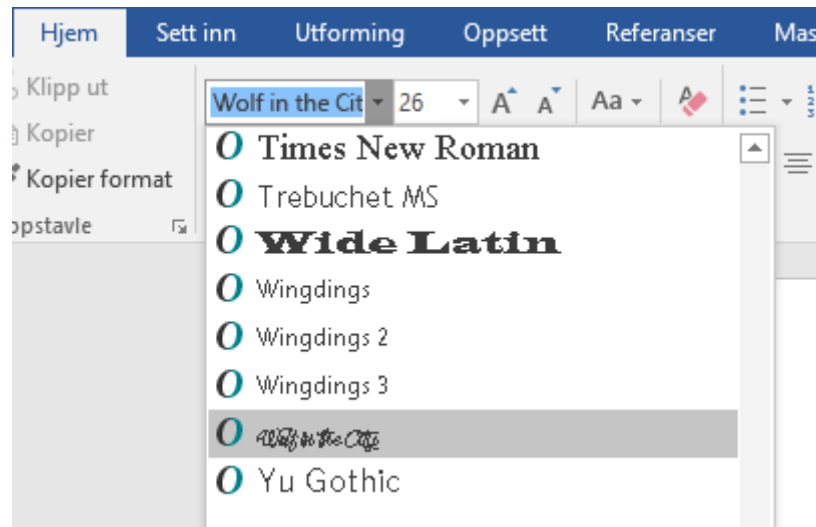 Hjem Sett inn Utforming Oppsett Referanser Mas
Klipp ut
Wolf in the Cit 26 A A Aa
Kopier
Kopier format
ppstavle
O Times New Roman
O Trebuchet MS
O Wide Latin
O Wingdings
O Wingdings 2
O Wingdings 3
O Wolf in the City
O Yu Gothic